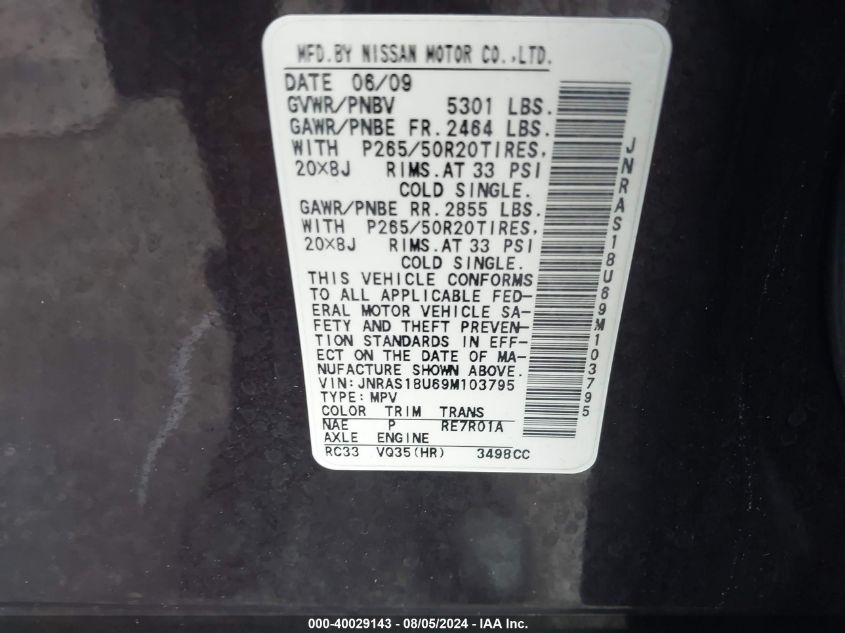 MFD.BY NISSAN MOTOR CO.,LTD.
DATE 06/09
GVWR/PNBV 5301 LBS.
GAWR/PNBE FR. 2464 LBS.
WITH P265/50R20TIRES,
20×8J RIMS.AT 33 PSI
COLD SINGLE.
GAWR/PNBE RR. 2855 LBS.
WITH P265/50R20TIRES,
20×8J RIMS.AT 33 PSI
COLD SINGLE.
THIS VEHICLE CONFORMS
TO ALL APPLICABLE FED-
ERAL MOTOR VEHICLE SA-
FETY AND THEFT PREVEN-
TION STANDARDS IN EFF-
ECT ON THE DATE OF MA-
NUFACTURE SHOWN ABOVE.
VIN: JNRAS18U69M103795
TYPE: MPV
COLOR TRIM TRANS
NAE P RE7R01A
AXLE ENGINE
RC33 VQ35(HR) 3498CC
JNRAS18U69M103795
000-40029143 - 08/05/2024 - IAA Inc.